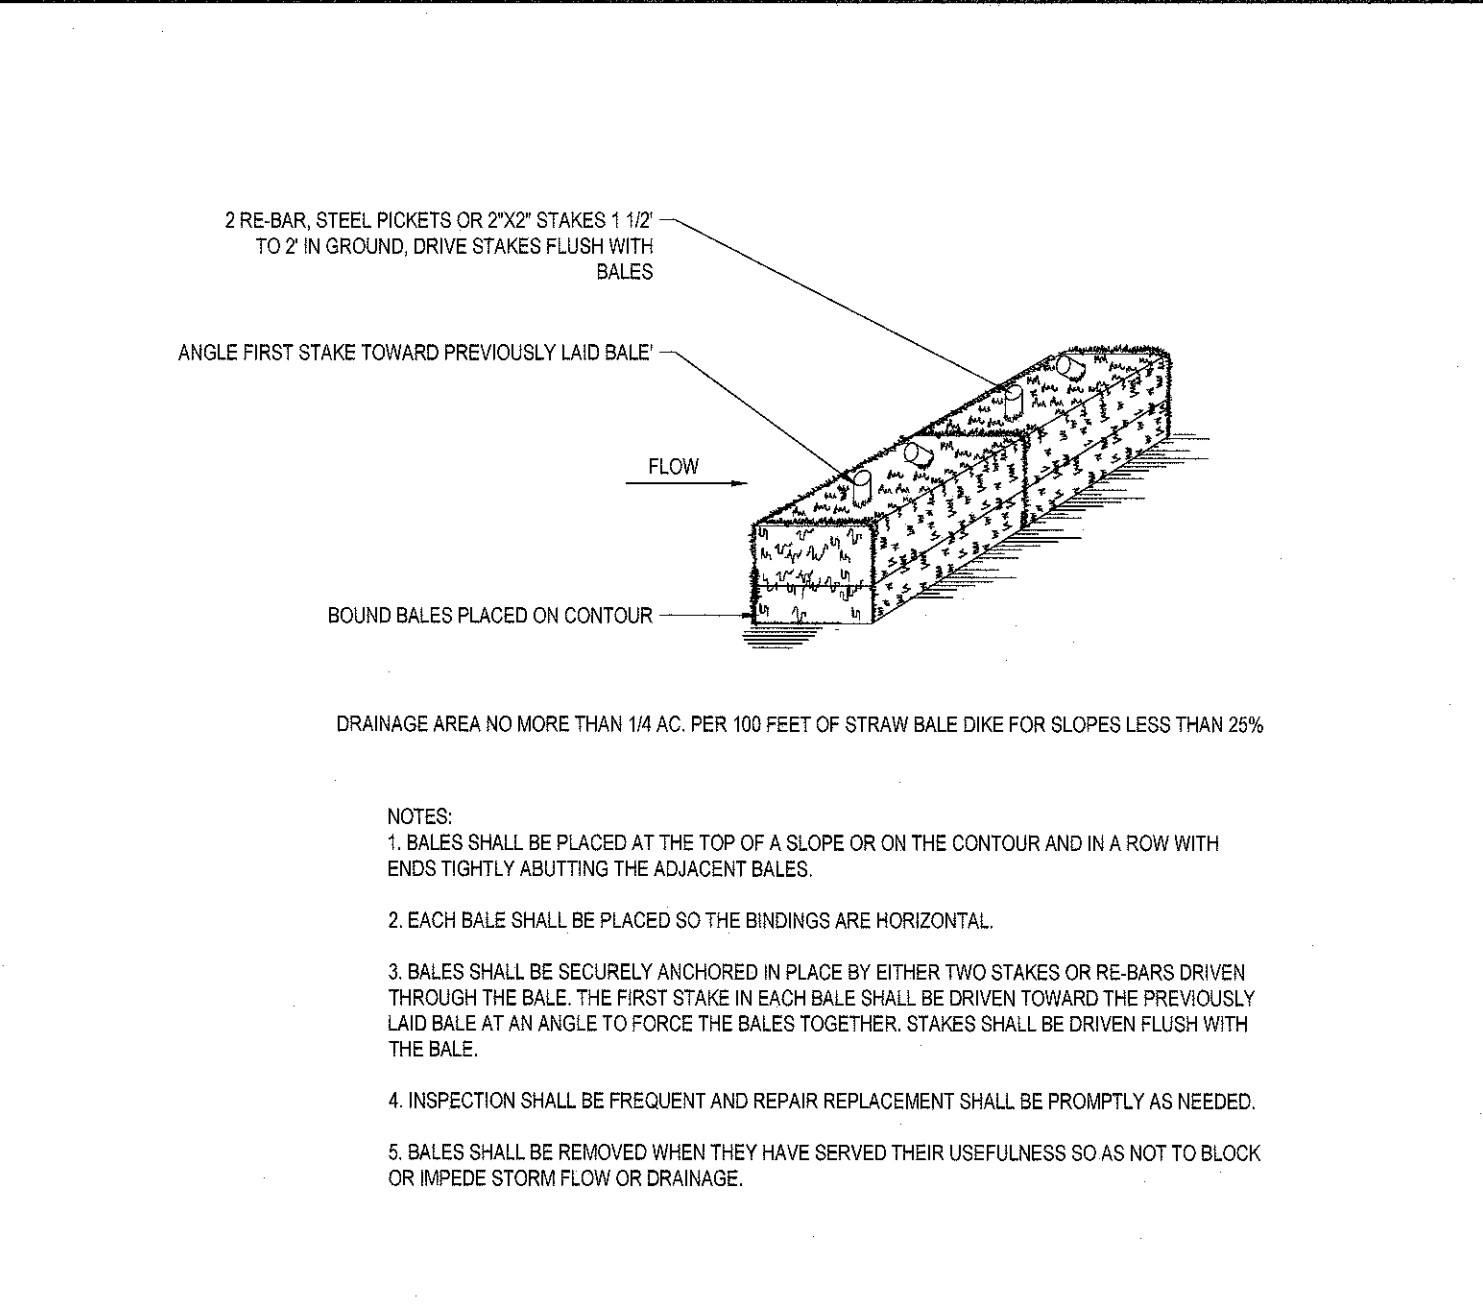 2 RE-BAR, STEEL PICKETS OR 2"X2" STAKES 1 1/2'
TO 2' IN GROUND, DRIVE STAKES FLUSH WITH
BALES
ANGLE FIRST STAKE TOWARD PREVIOUSLY LAID BALE'
FLOW
BOUND BALES PLACED ON CONTOUR
DRAINAGE AREA NO MORE THAN 1/4 AC. PER 100 FEET OF STRAW BALE DIKE FOR SLOPES LESS THAN 25%
NOTES:
1. BALES SHALL BE PLACED AT THE TOP OF A SLOPE OR ON THE CONTOUR AND IN A ROW WITH
ENDS TIGHTLY ABUTTING THE ADJACENT BALES.
2. EACH BALE SHALL BE PLACED SO THE BINDINGS ARE HORIZONTAL.
3. BALES SHALL BE SECURELY ANCHORED IN PLACE BY EITHER TWO STAKES OR RE-BARS DRIVEN
THROUGH THE BALE. THE FIRST STAKE IN EACH BALE SHALL BE DRIVEN TOWARD THE PREVIOUSLY
LAID BALE AT AN ANGLE TO FORCE THE BALES TOGETHER. STAKES SHALL BE DRIVEN FLUSH WITH
THE BALE.
4. INSPECTION SHALL BE FREQUENT AND REPAIR REPLACEMENT SHALL BE PROMPTLY AS NEEDED.
5. BALES SHALL BE REMOVED WHEN THEY HAVE SERVED THEIR USEFULNESS SO AS NOT TO BLOCK
OR IMPEDE STORM FLOW OR DRAINAGE.